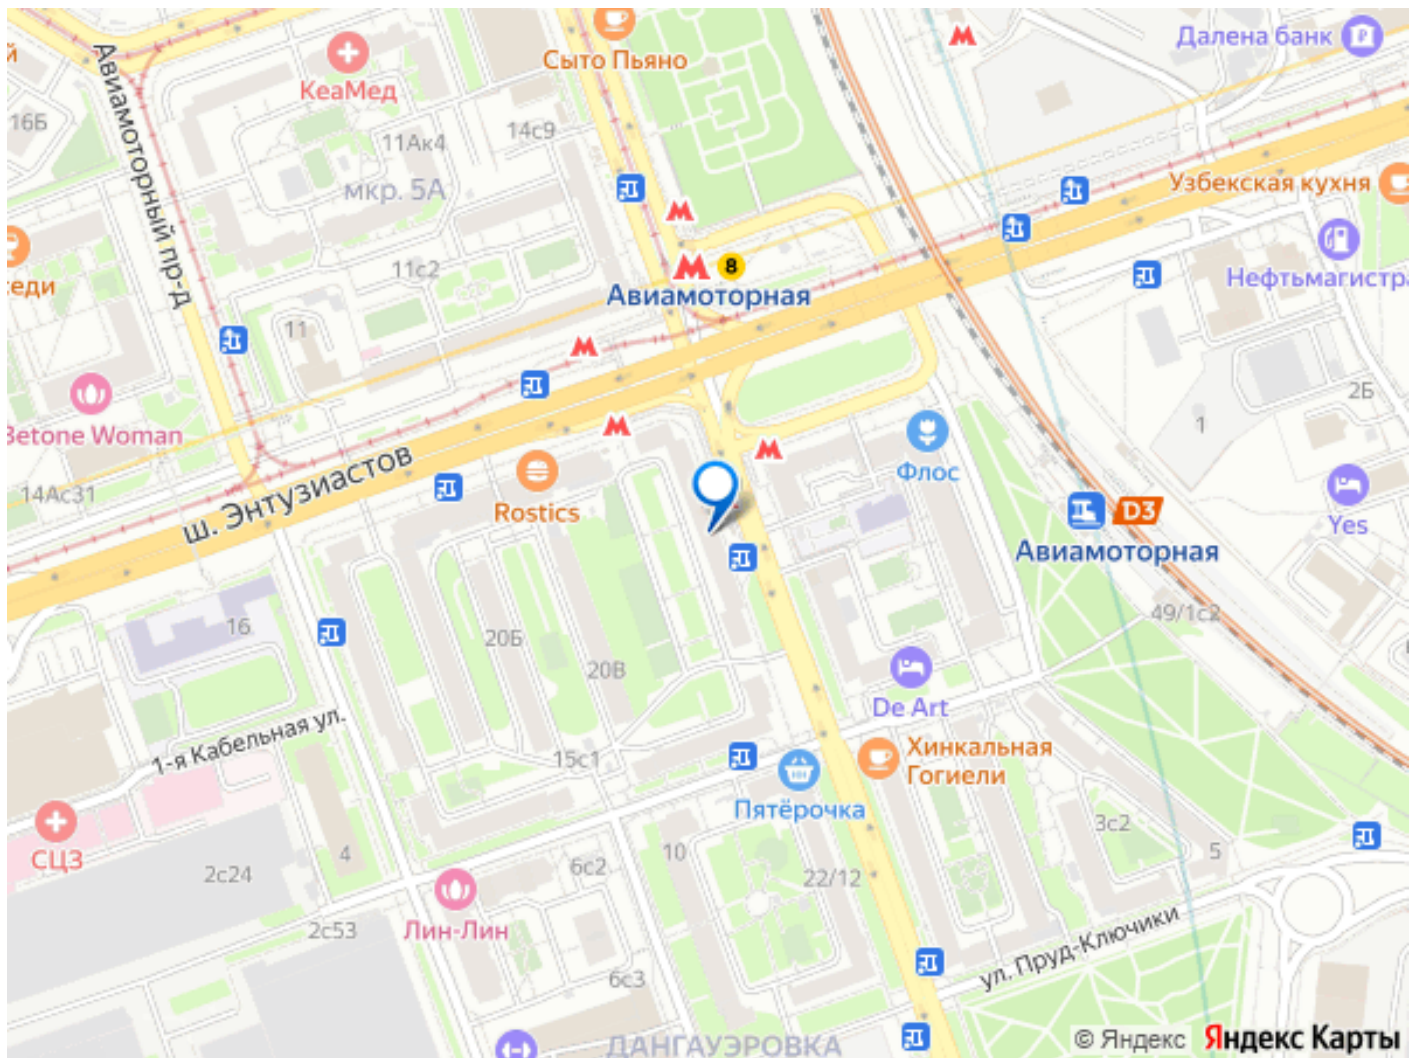 Далена банк
Сыто Пьяно
КеаМед
Авиамоторный пр-д
16Б
14с9
11Ак4
мкр. 5А
Узбекская кухня
11с2
8
Авиамоторная
Нефтьмагистра
еди
11
2Б
1
Betone Woman
Флос
ш. Энтузиастов
14Ас31
Rostics
D3
Yes
Авиамоторная
49/1с2
16
20Б
20В
De Art
1-я Кабельная ул.
15с1
Хинкальная
Гогиели
Пятёрочка
3с2
СЦЗ
4
10
5
2с24
6с2
22/12
2с53
Лин-Лин
ул. Пруд-Ключики
6с3
ДАНГАУЭРОВКА
© Яндекс Яндекс Карты